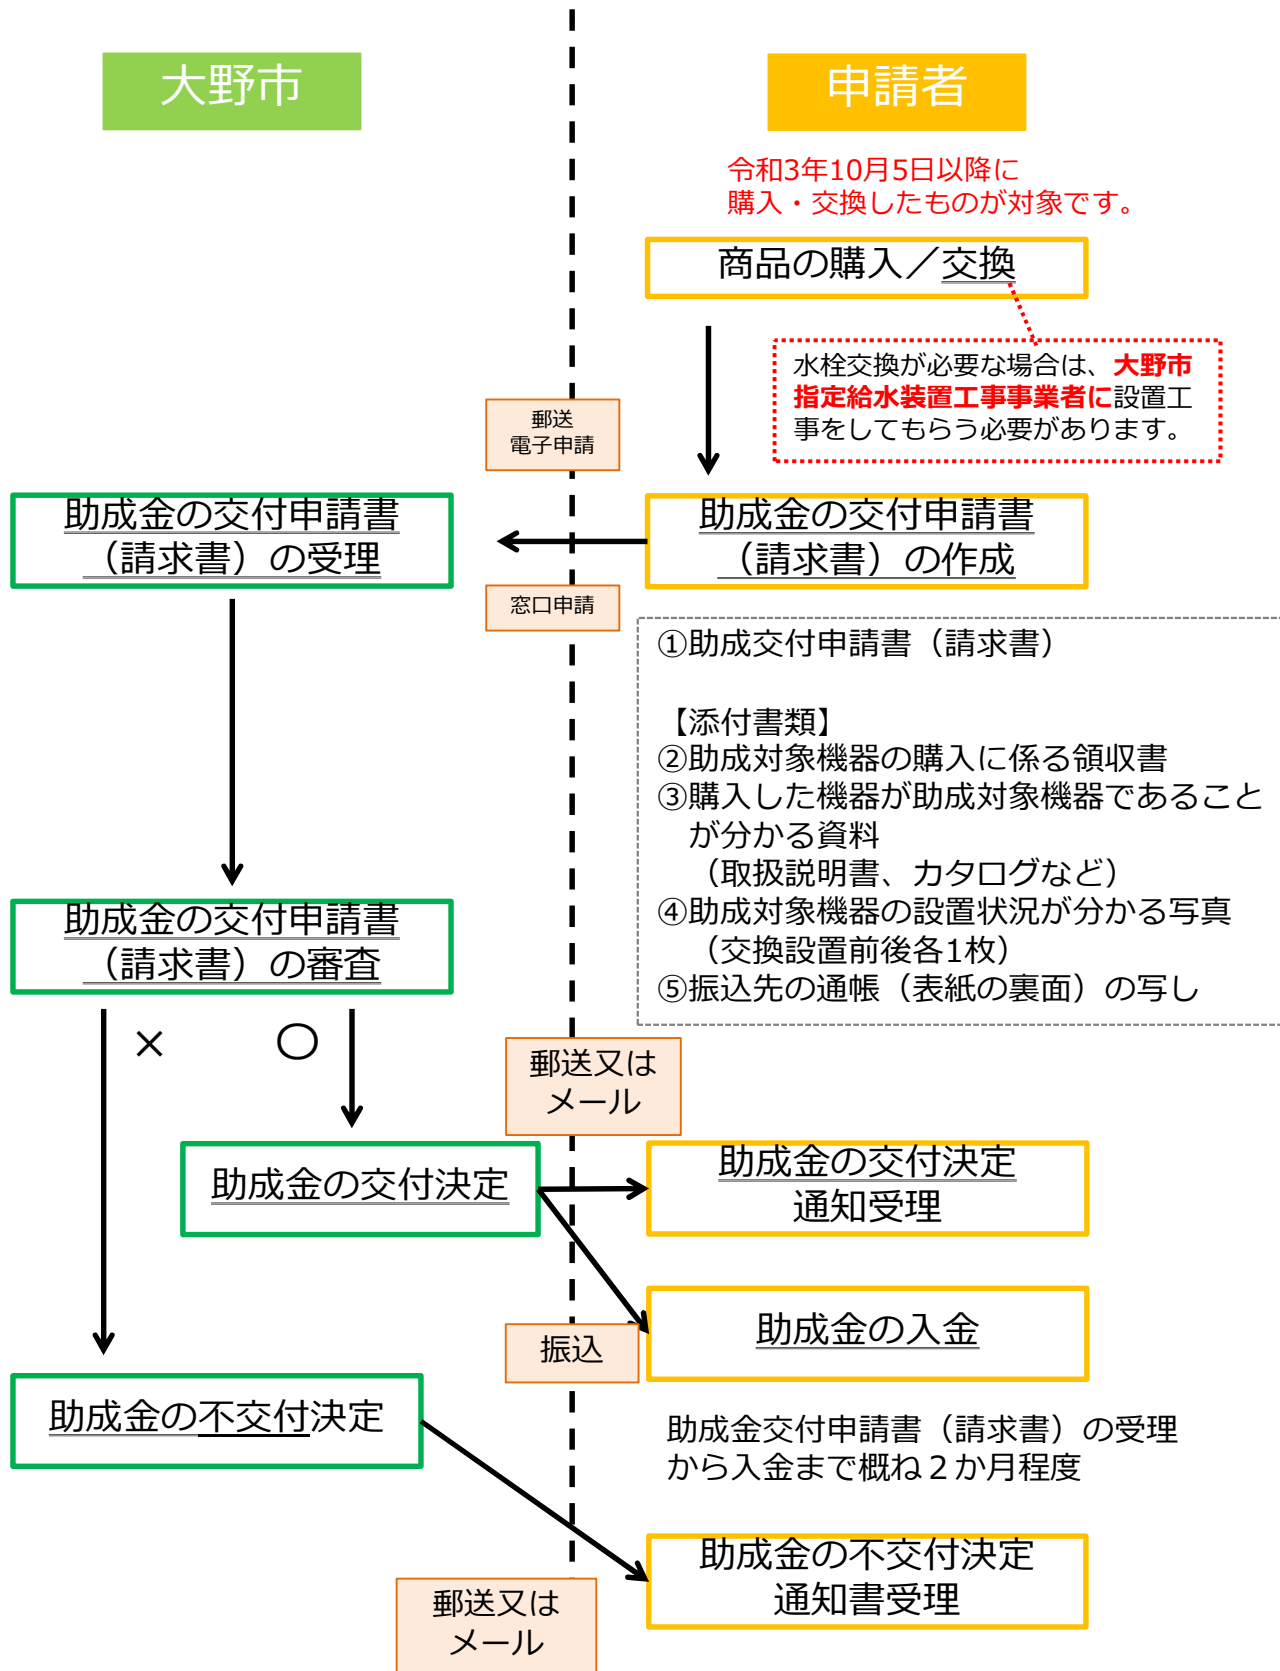 大野市
申請者
令和3年10月5日以降に
購入・交換したものが対象です。
商品の購入／交換
水栓交換が必要な場合は、大野市
指定給水装置工事事業者に設置工
事をしてもらう必要があります。
郵送
電子申請
助成金の交付申請書
（請求書）の受理
助成金の交付申請書
（請求書）の作成
窓口申請
①助成交付申請書（請求書）
【添付書類】
②助成対象機器の購入に係る領収書
③購入した機器が助成対象機器であること
が分かる資料
（取扱説明書、カタログなど）
④助成対象機器の設置状況が分かる写真
（交換設置前後各1枚）
⑤振込先の通帳（表紙の裏面）の写し
助成金の交付申請書
（請求書）の審査
×
〇
郵送又は
メール
助成金の交付決定
助成金の交付決定
通知受理
振込
助成金の入金
助成金の不交付決定
助成金交付申請書（請求書）の受理
から入金まで概ね２か月程度
助成金の不交付決定
通知書受理
郵送又は
メール